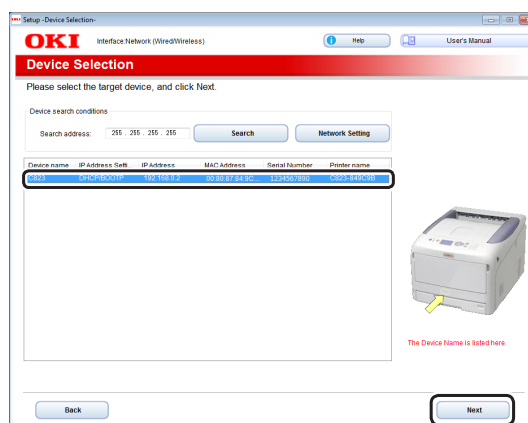 Setup -Device Selection-
OKI Interface:Network (Wired/Wireless) Help User's Manual
Device Selection
Please select the target device, and click Next.
Device search conditions
Search address: 255 . 255 . 255 . 255 Search Network Setting
Device name IP Address Setti... IP Address MAC Address Serial Number Printer name
C823 DHCP/BOOTP 192.168.0.2 00:80:87:84:9C... 1234567890 C823-849C9B
The Device Name is listed here.
Back Next